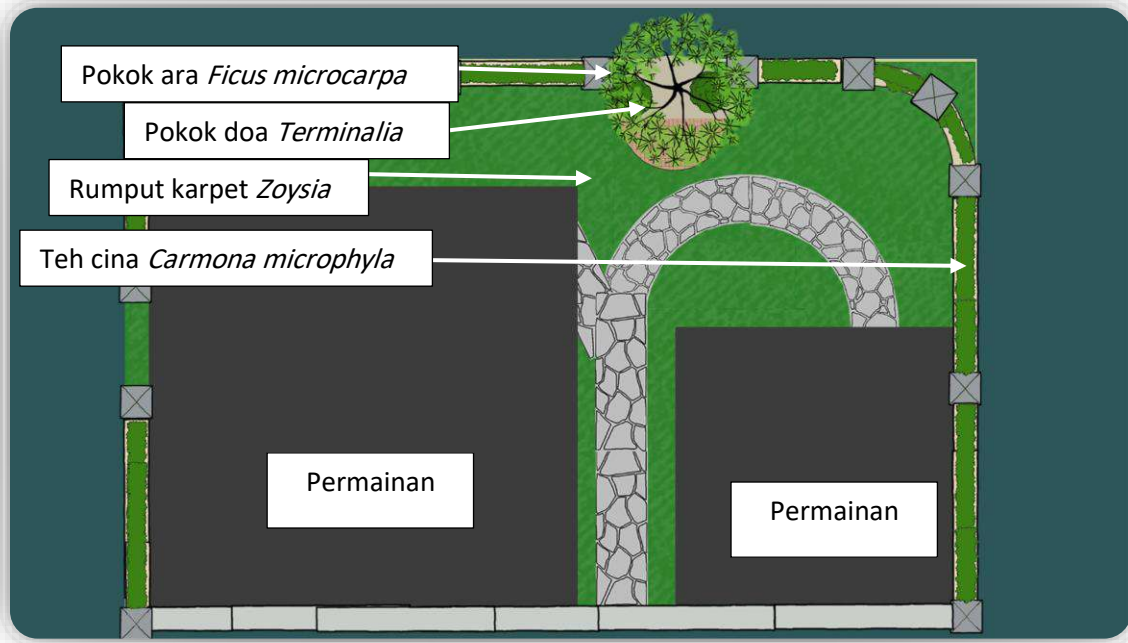 Pokok ara Ficus microcarpa
Pokok doa Terminalia
Rumput karpet Zoysia
Teh cina Carmona microphyla
Permainan
Permainan